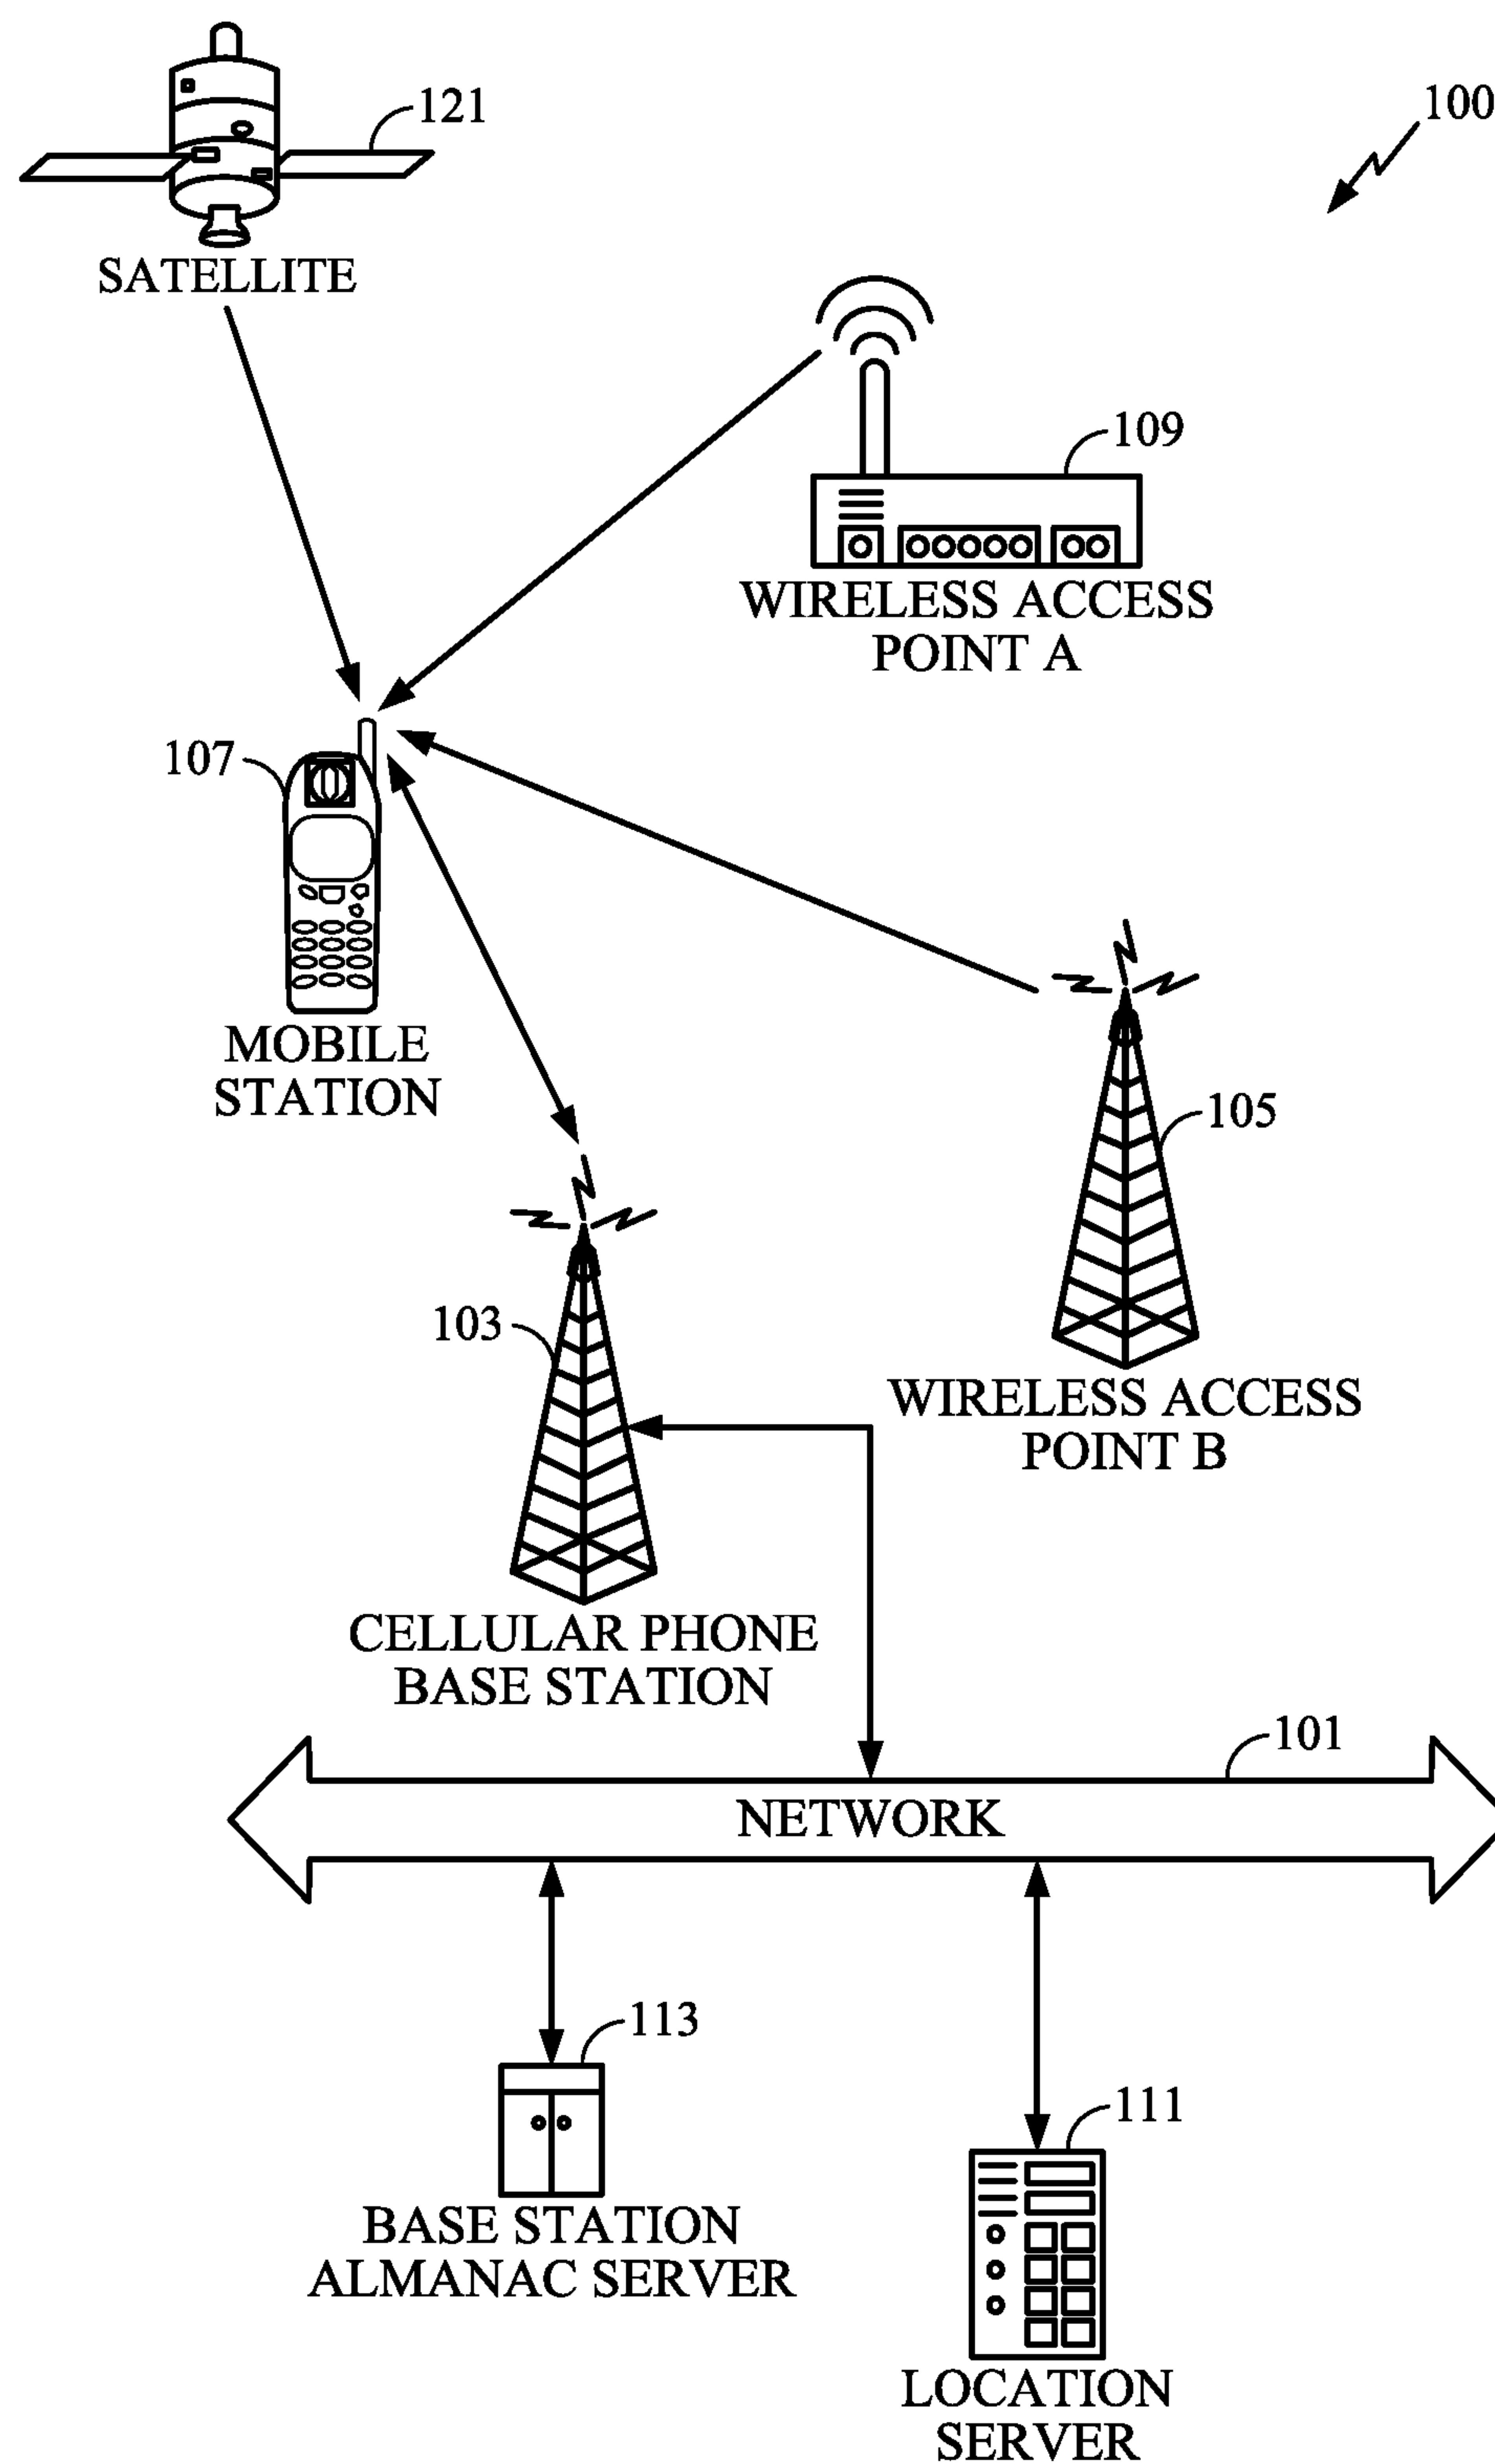 121
100
SATELLITE
109
WIRELESS ACCESS
POINT A
107
MOBILE
STATION
105
103
WIRELESS ACCESS
POINT B
CELLULAR PHONE
BASE STATION
101
NETWORK
113
111
BASE STATION
ALMANAC SERVER
LOCATION
SERVER